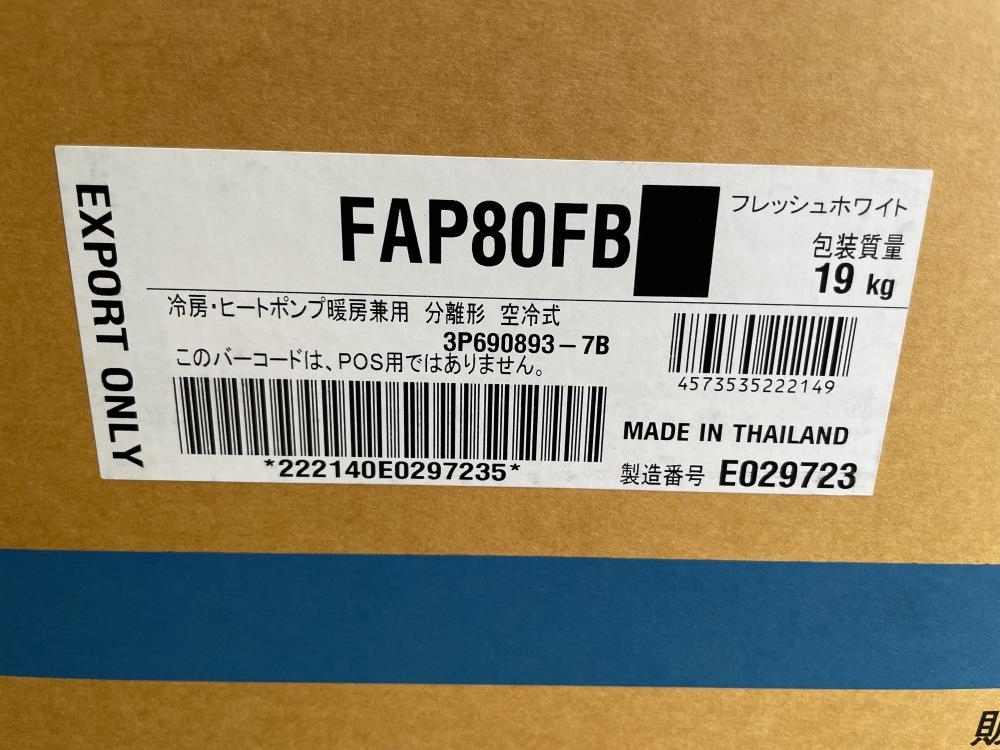 EXPORT ONLY
FAP80FB
フレッシュホワイト
包装質量
19 kg
冷房・ヒートポンプ暖房兼用 分離形 空冷式
3P690893-7B
このバーコードは、POS用ではありません。
4573535222149
*222140E0297235*
MADE IN THAILAND
製造番号 E029723